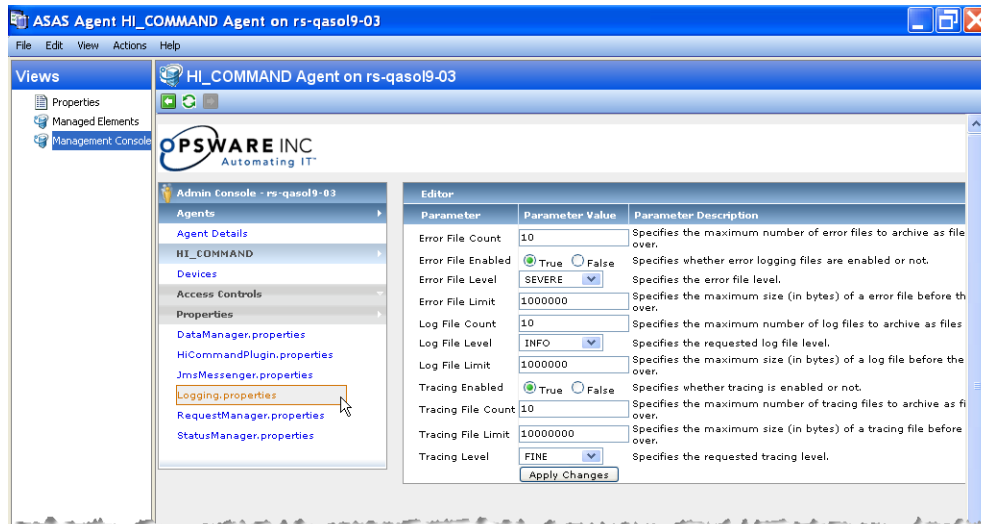 ASAS Agent HI_COMMAND Agent on rs-qasol9-03
File Edit View Actions Help
Views
Properties
Managed Elements
Management Console
HI_COMMAND Agent on rs-qasol9-03
OPSWARE INC
Automating IT™
Admin Console - rs-qasol9-03
Agents
Agent Details
HI_COMMAND
Devices
Access Controls
Properties
DataManager.properties
HiCommandPlugin.properties
JmsMessenger.properties
Logging.properties
RequestManager.properties
StatusManager.properties
Editor
Parameter Parameter Value Parameter Description
Error File Count 10 Specifies the maximum number of error files to archive as file
over.
Error File Enabled True False Specifies whether error logging files are enabled or not.
Error File Level SEVERE Specifies the error file level.
Error File Limit 1000000 Specifies the maximum size (in bytes) of a error file before th
over.
Log File Count 10 Specifies the maximum number of log files to archive as files
Log File Level INFO Specifies the requested log file level.
Log File Limit 1000000 Specifies the maximum size (in bytes) of a log file before the
over.
Tracing Enabled True False Specifies whether tracing is enabled or not.
Tracing File Count 10 Specifies the maximum number of tracing files to archive as fi
over.
Tracing File Limit 10000000 Specifies the maximum size (in bytes) of a tracing file before
over.
Tracing Level FINE Specifies the requested tracing level.
Apply Changes